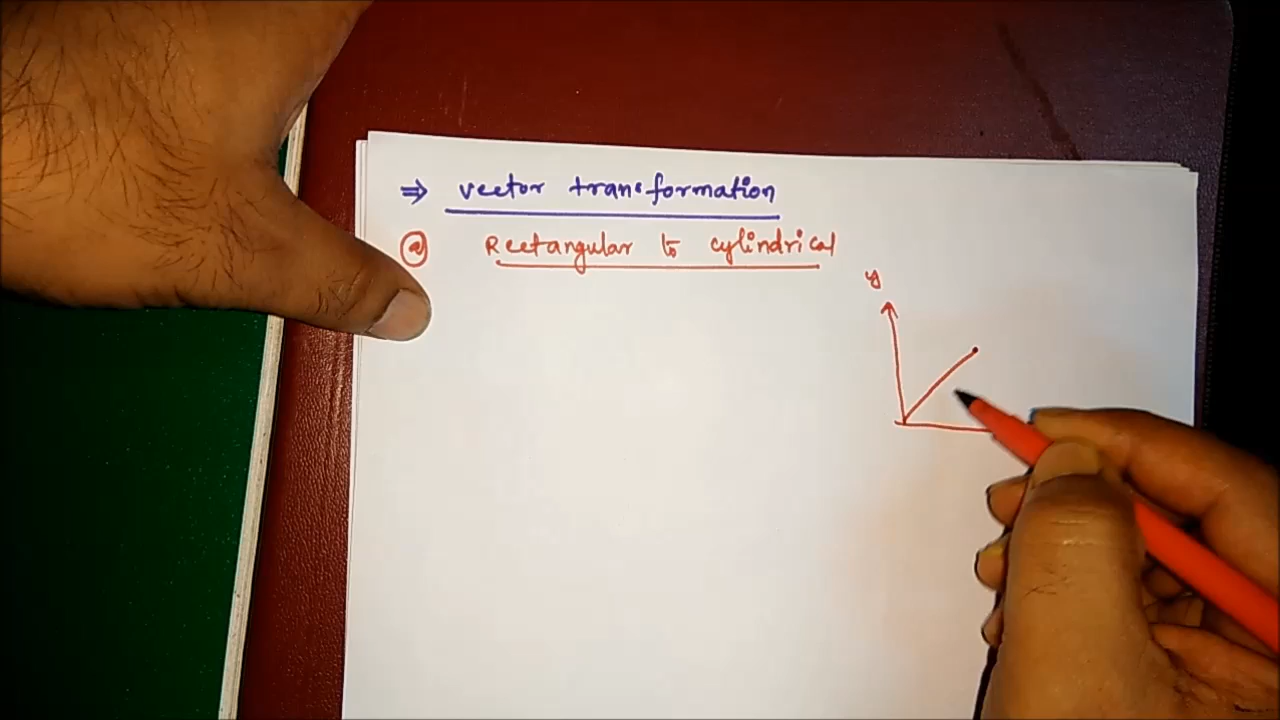 ⇒ vector transformation
ⓐ Rectangular to cylindrical
y